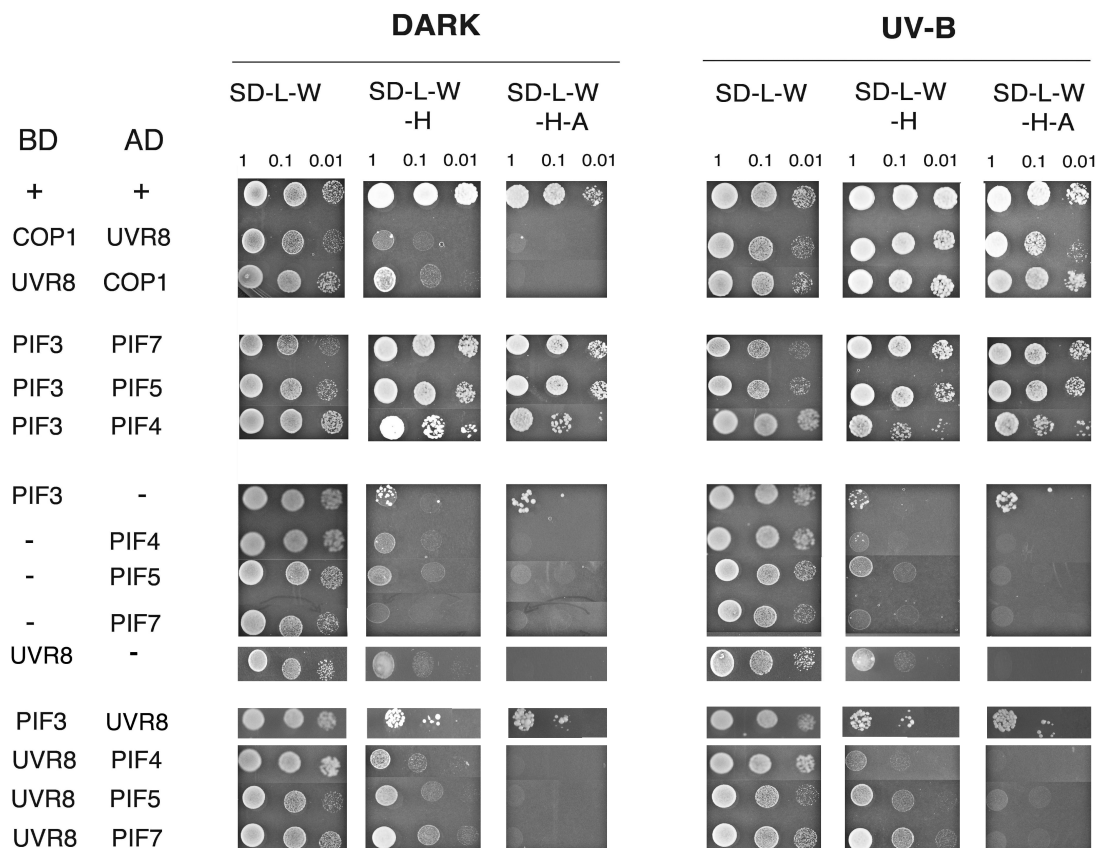 DARK UV-B
SD-L-W SD-L-W SD-L-W SD-L-W SD-L-W SD-L-W
-H -H-A -H -H-A
BD AD
1 0.1 0.01 1 0.1 0.01 1 0.1 0.01 1 0.1 0.01 1 0.1 0.01 1 0.1 0.01
+ +
COP1 UVR8
UVR8 COP1
PIF3 PIF7
PIF3 PIF5
PIF3 PIF4
PIF3 -
- PIF4
- PIF5
- PIF7
UVR8 -
PIF3 UVR8
UVR8 PIF4
UVR8 PIF5
UVR8 PIF7